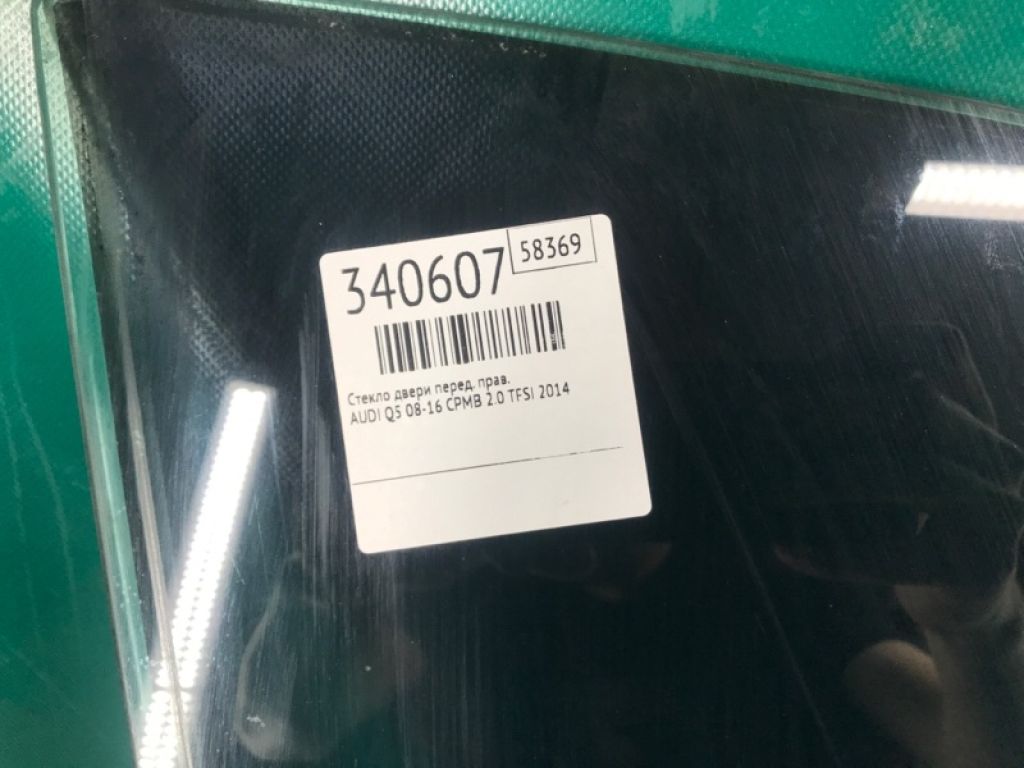 340607
58369
Стекло двери перед. прав.
AUDI Q5 08-16 CPMB 2.0 TFSI 2014